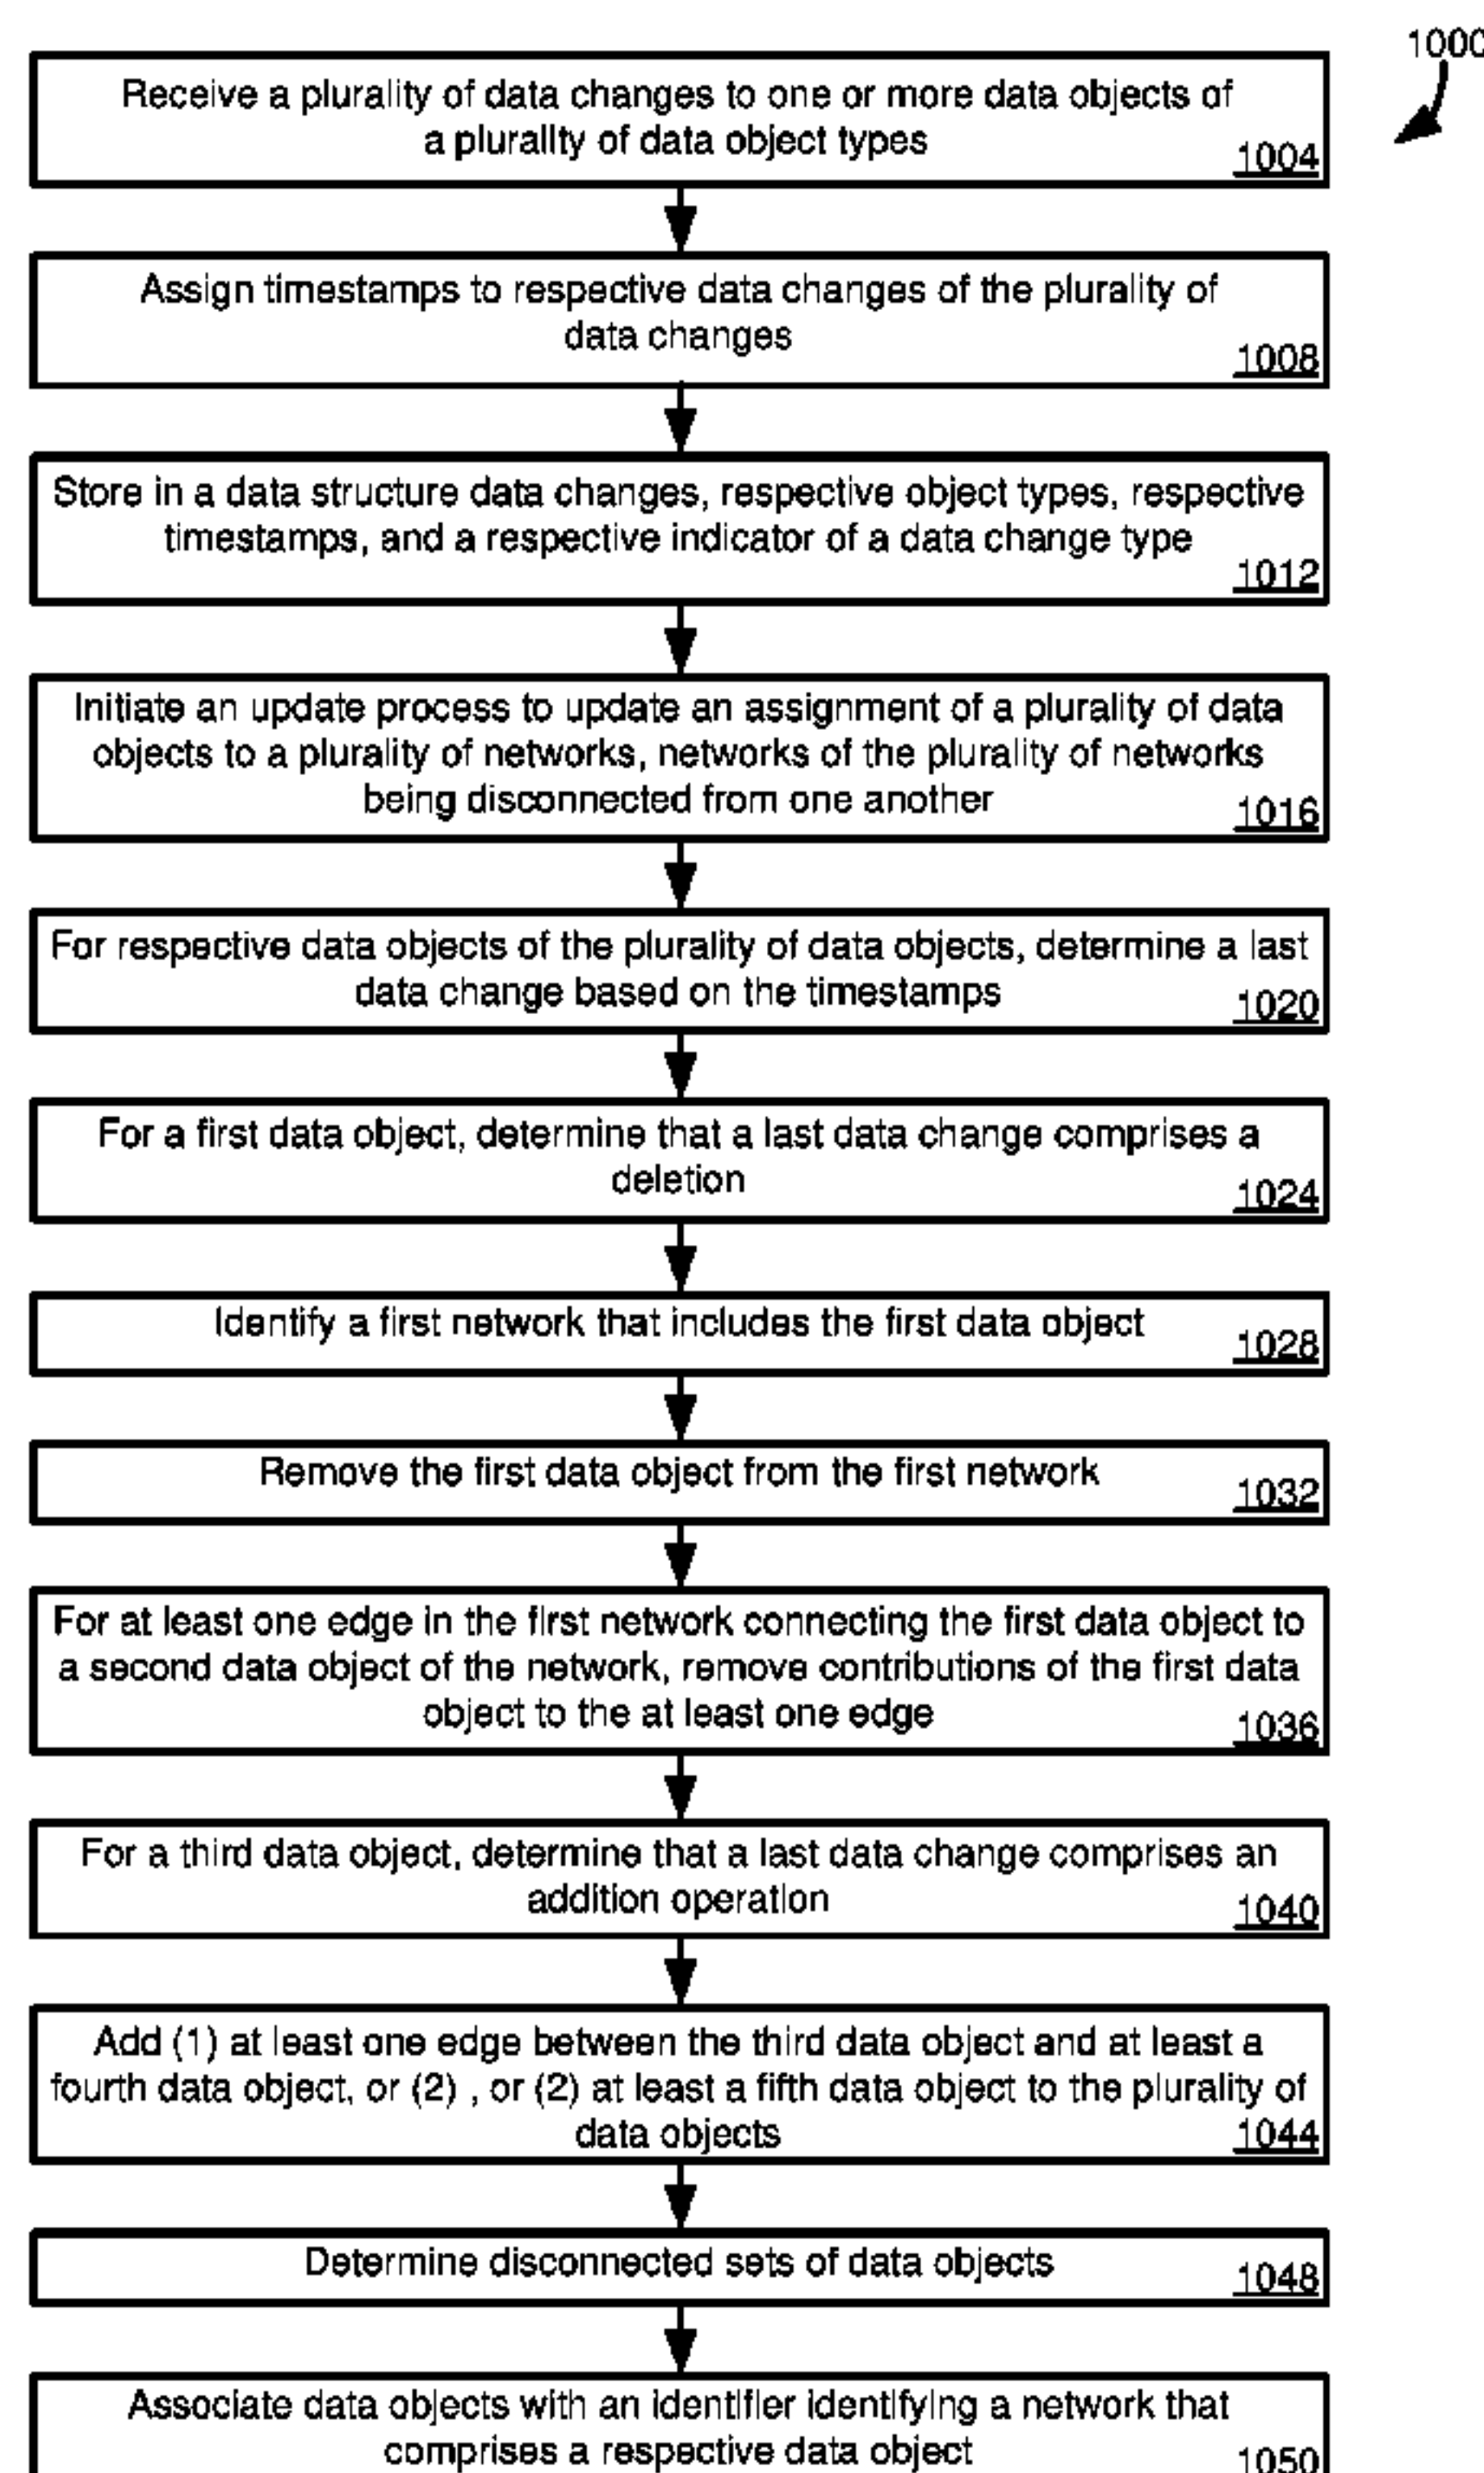 1000
Receive a plurality of data changes to one or more data objects of
a plurality of data object types
1004
Assign timestamps to respective data changes of the plurality of
data changes
1008
Store in a data structure data changes, respective object types, respective
timestamps, and a respective indicator of a data change type
1012
Initiate an update process to update an assignment of a plurality of data
objects to a plurality of networks, networks of the plurality of networks
being disconnected from one another
1016
For respective data objects of the plurality of data objects, determine a last
data change based on the timestamps
1020
For a first data object, determine that a last data change comprises a
deletion
1024
Identify a first network that includes the first data object
1028
Remove the first data object from the first network
1032
For at least one edge in the first network connecting the first data object to
a second data object of the network, remove contributions of the first data
object to the at least one edge
1036
For a third data object, determine that a last data change comprises an
addition operation
1040
Add (1) at least one edge between the third data object and at least a
fourth data object, or (2) , or (2) at least a fifth data object to the plurality of
data objects
1044
Determine disconnected sets of data objects
1048
Associate data objects with an identifier identifying a network that
comprises a respective data object
1050